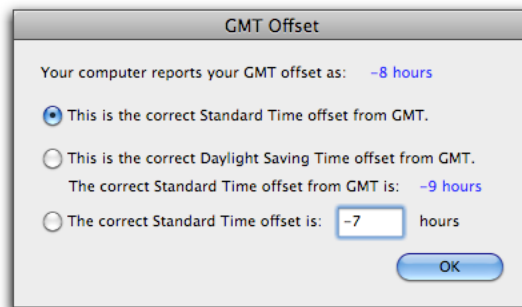 GMT Offset
Your computer reports your GMT offset as: -8 hours
This is the correct Standard Time offset from GMT.
This is the correct Daylight Saving Time offset from GMT.
The correct Standard Time offset from GMT is: -9 hours
The correct Standard Time offset is: -7 hours
OK